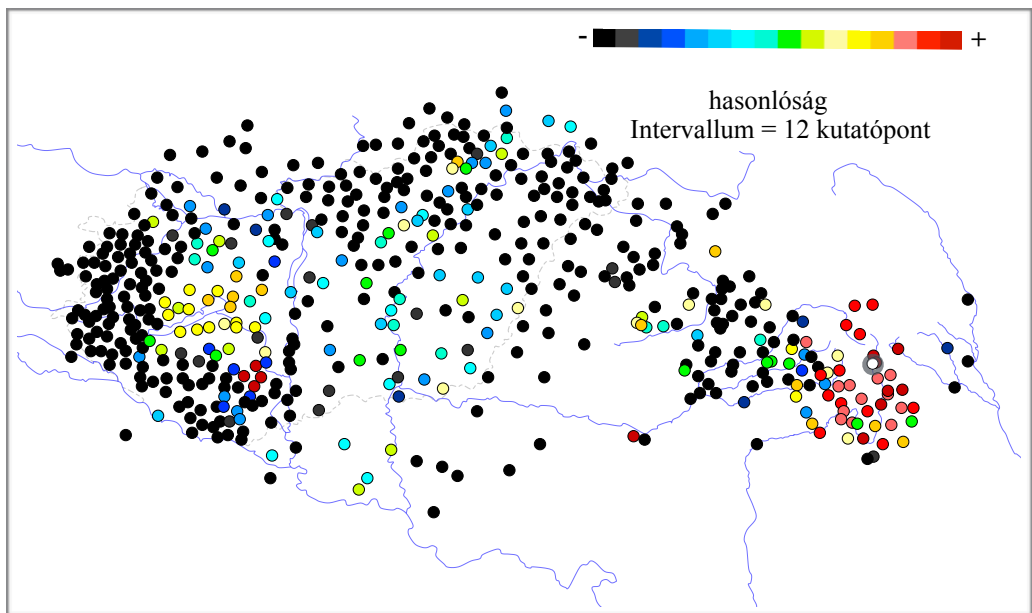 - +
hasonlóság
Intervallum = 12 kutatópont